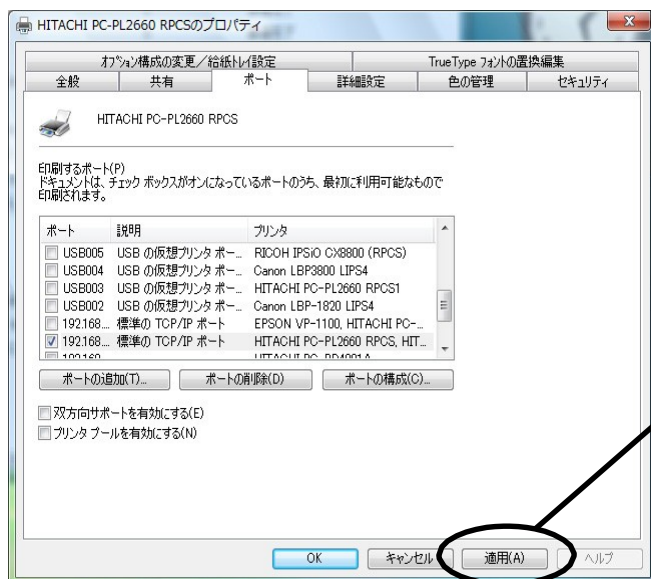 HITACHI PC-PL2660 RPCSのプロパティ
オプション構成の変更／給紙トレイ設定 TrueType フォントの置換編集
全般 共有 ポート 詳細設定 色の管理 セキュリティ
HITACHI PC-PL2660 RPCS
印刷するポート(P)
ドキュメントは、チェック ボックスがオンになっているポートのうち、最初に利用可能なもので
印刷されます。
ポート 説明 プリンタ
USB005 USB の仮想プリンタ ポー... RICOH IPSiO CX8800 (RPCS)
USB004 USB の仮想プリンタ ポー... Canon LBP3800 LIPS4
USB003 USB の仮想プリンタ ポー... HITACHI PC-PL2660 RPCS1
USB002 USB の仮想プリンタ ポー... Canon LBP-1820 LIPS4
192.168.... 標準の TCP/IP ポート EPSON VP-1100, HITACHI PC-...
192.168.... 標準の TCP/IP ポート HITACHI PC-PL2660 RPCS, HIT...
ポートの追加(T)... ポートの削除(D) ポートの構成(C)...
双方向サポートを有効にする(E)
プリンタ プールを有効にする(N)
OK キャンセル 適用(A) ヘルプ